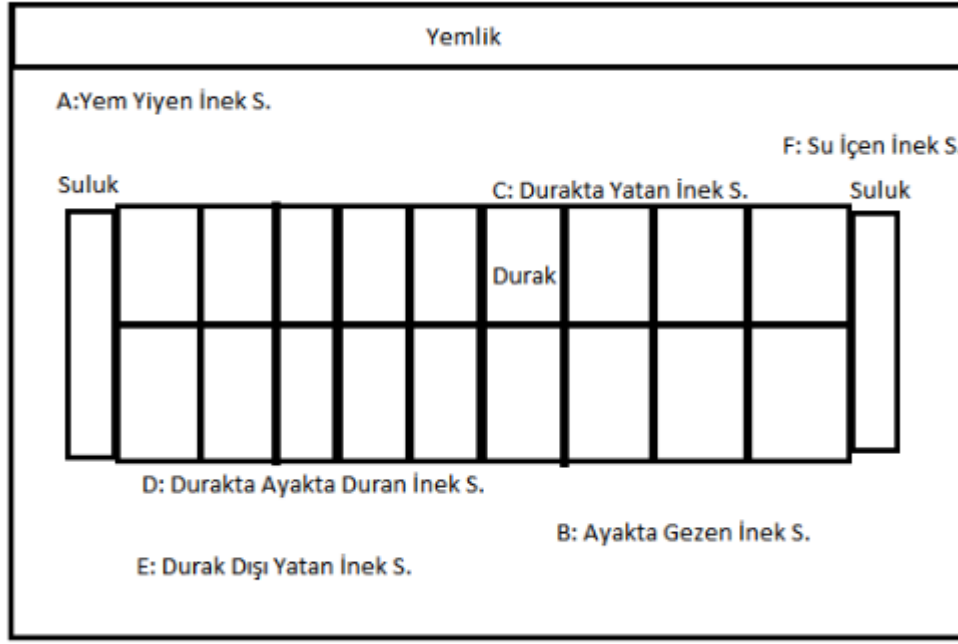 Yemlik
A:Yem Yiyen İnek S.
F: Su İçen İnek S.
Suluk
C: Durakta Yatan İnek S.
Suluk
Durak
D: Durakta Ayakta Duran İnek S.
B: Ayakta Gezen İnek S.
E: Durak Dışı Yatan İnek S.